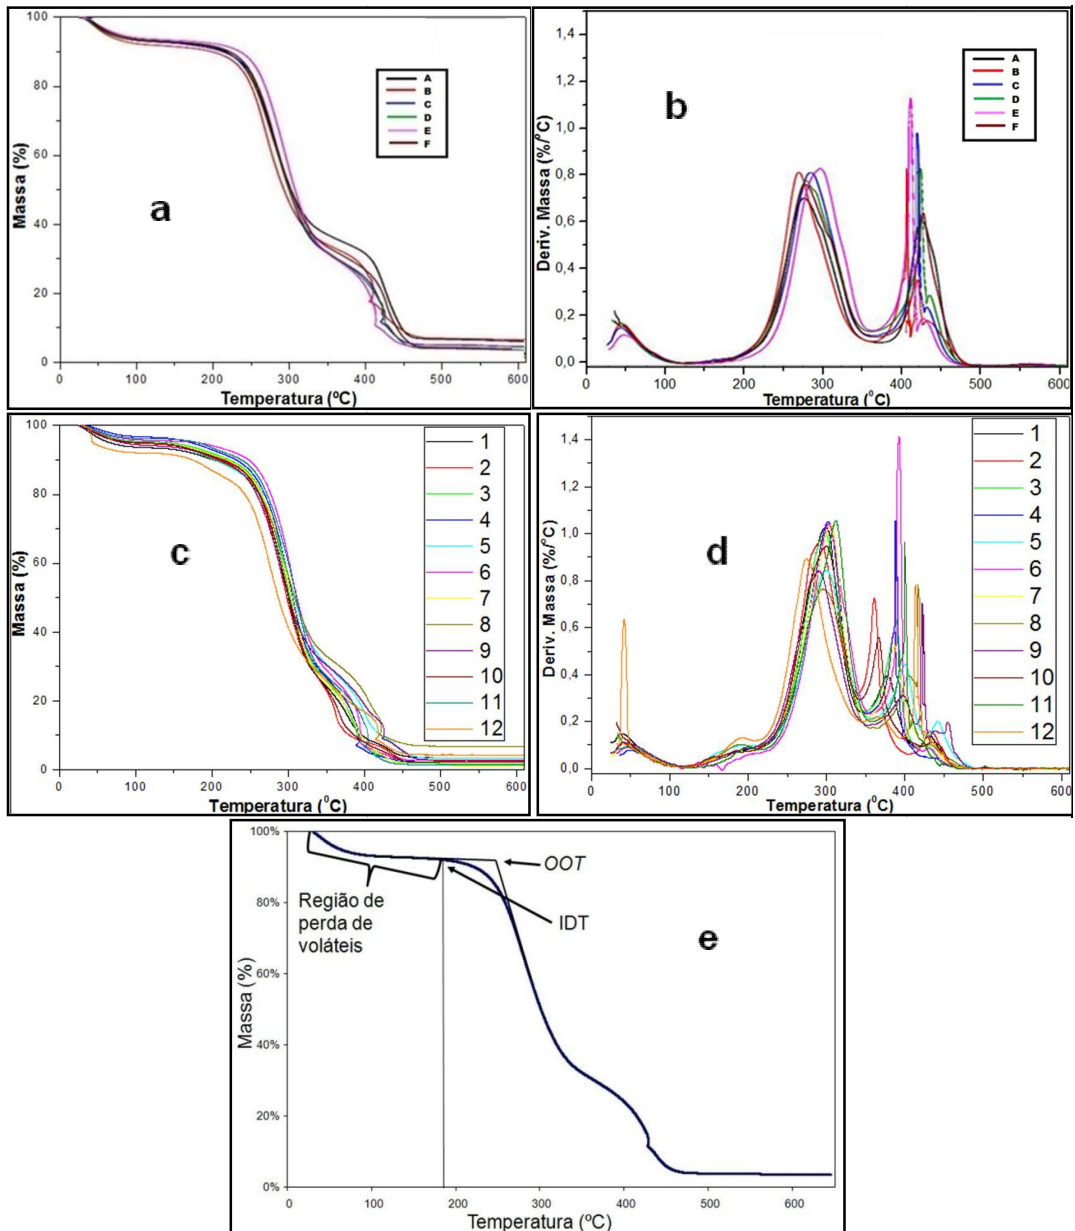 100
80
60
40
20
0
Massa (%)
0
100
200
300
400
500
600
Temperatura (ºC)
A
B
C
D
E
F
a
1,4
1,2
1,0
0,8
0,6
0,4
0,2
0,0
Deriv. Massa (%/°C)
0
100
200
300
400
500
600
Temperatura (°C)
A
B
C
D
E
F
b
100
80
60
40
20
0
Massa (%)
0
100
200
300
400
500
600
Temperatura (°C)
1
2
3
4
5
6
7
8
9
10
11
12
c
1,4
1,2
1,0
0,8
0,6
0,4
0,2
0,0
Deriv. Massa (%/°C)
0
100
200
300
400
500
600
Temperatura (°C)
1
2
3
4
5
6
7
8
9
10
11
12
d
100%
80%
60%
40%
20%
0%
Massa (%)
0
100
200
300
400
500
600
Temperatura (°C)
OOT
IDT
Região de
perda de
voláteis
e